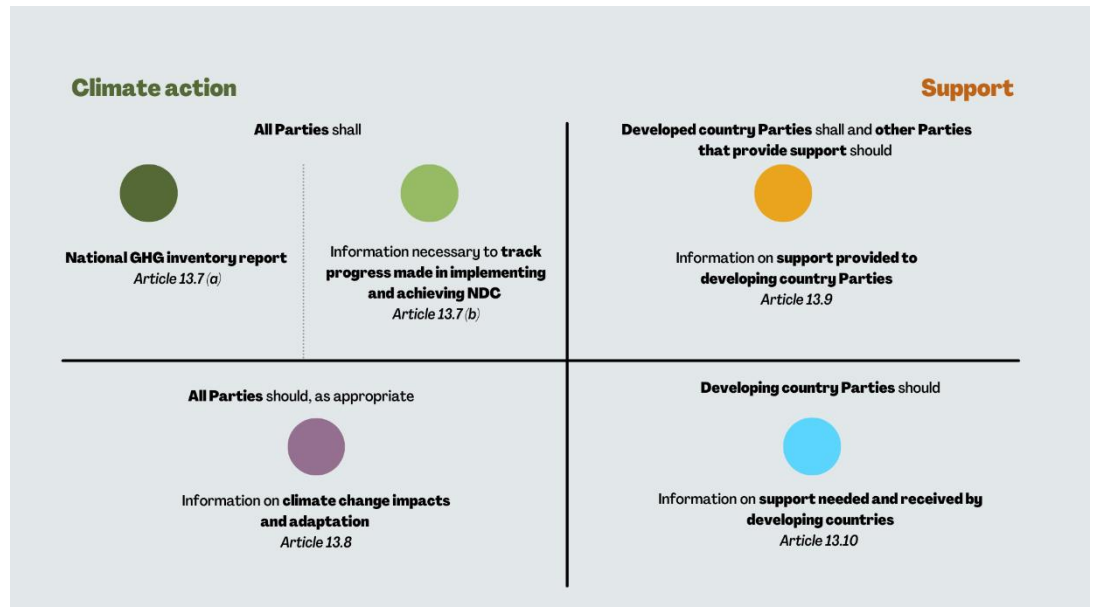 Climate action
Support
All Parties shall
National GHG inventory report
Article 13.7 (a)
Information necessary to track
progress made in implementing
and achieving NDC
Article 13.7 (b)
Developed country Parties shall and other Parties
that provide support should
Information on support provided to
developing country Parties
Article 13.9
All Parties should, as appropriate
Information on climate change impacts
and adaptation
Article 13.8
Developing country Parties should
Information on support needed and received by
developing countries
Article 13.10